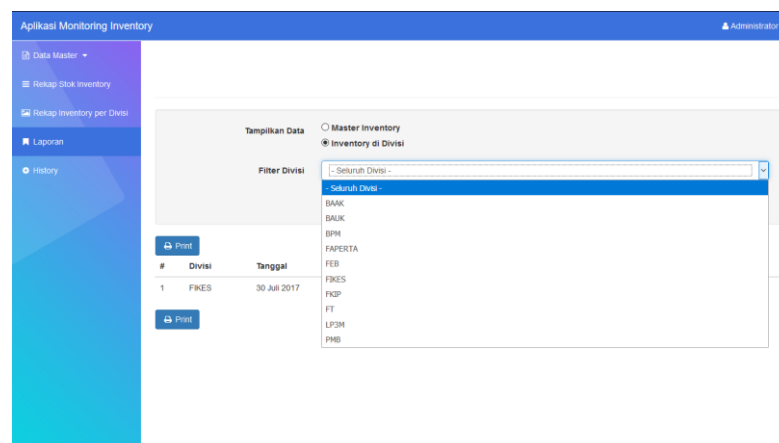 Aplikasi Monitoring Inventory
Administrator
Data Master
Rekap Stok Inventory
Rekap Inventory per Divisi
Laporan
History
Tampilkan Data
Master Inventory
Inventory di Divisi
Filter Divisi
- Seluruh Divisi -
- Seluruh Divisi -
BAAK
BAUK
BPM
FAPERTA
FEB
FIKES
FKIP
FT
LP3M
PMB
Print
# Divisi Tanggal
1 FIKES 30 Juli 2017
Print